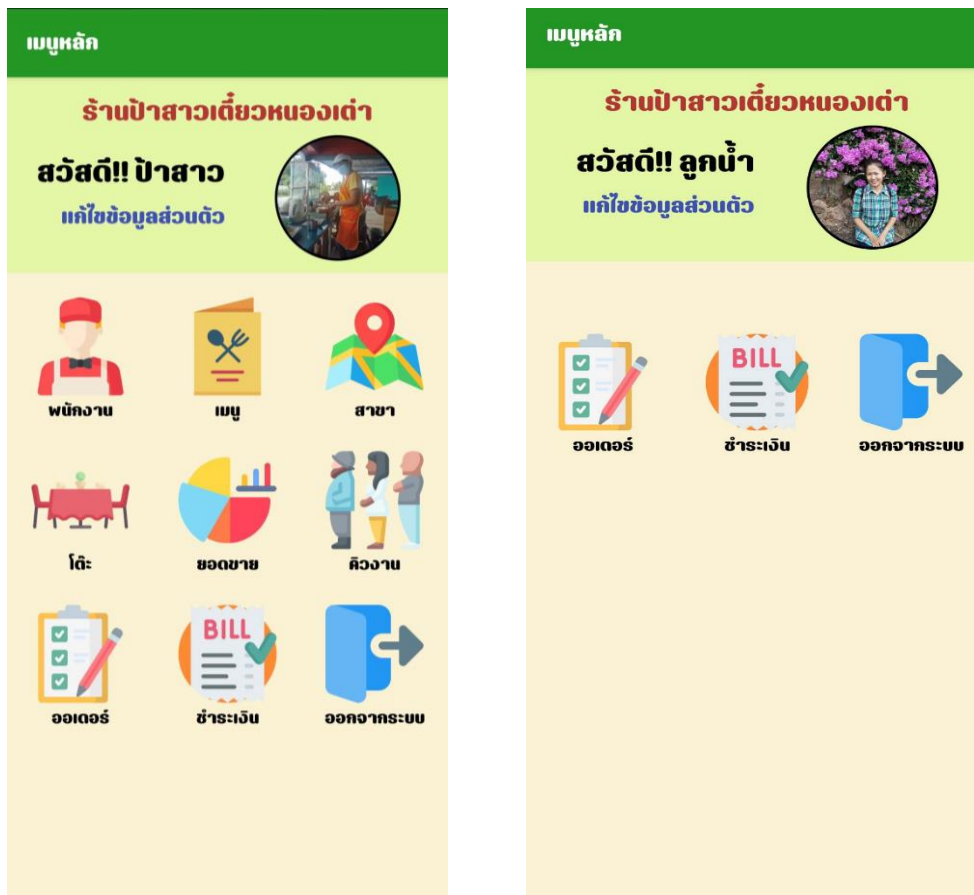 เมนูหลัก
ร้านป้าสาวเตี๋ยวหนองเต่า
สวัสดี!! ป้าสาว
แก้ไขข้อมูลส่วนตัว
พนักงาน
เมนู
สาขา
โต๊ะ
ยอดขาย
คิวงาน
BILL
ออเดอร์
ชำระเงิน
ออกจากระบบ
เมนูหลัก
ร้านป้าสาวเตี๋ยวหนองเต่า
สวัสดี!! ลูกน้ำ
แก้ไขข้อมูลส่วนตัว
BILL
ออเดอร์
ชำระเงิน
ออกจากระบบ